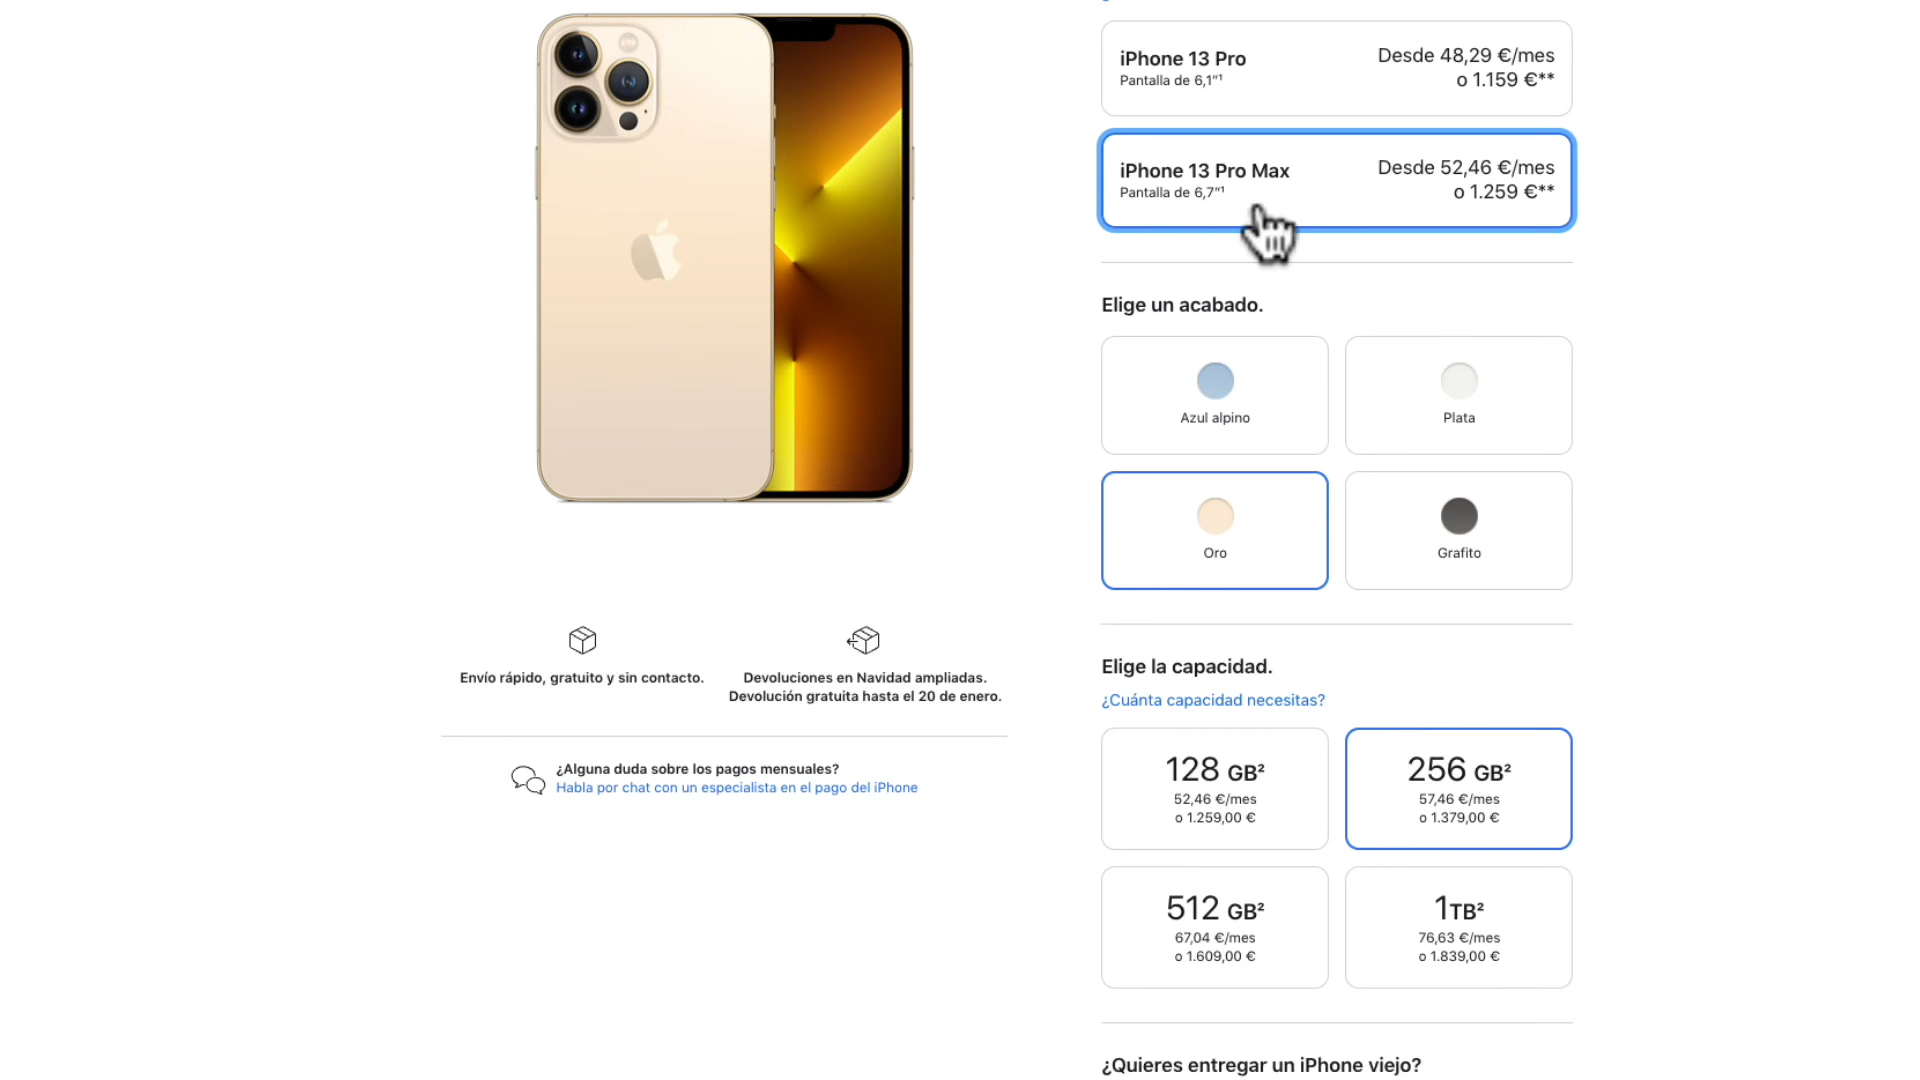 iPhone 13 Pro
Pantalla de 6,1"¹
Desde 48,29 €/mes
o 1.159 €**
iPhone 13 Pro Max
Pantalla de 6,7"¹
Desde 52,46 €/mes
o 1.259 €**
Elige un acabado.
Azul alpino
Plata
Oro
Grafito
Envío rápido, gratuito y sin contacto.
Devoluciones en Navidad ampliadas.
Devolución gratuita hasta el 20 de enero.
¿Alguna duda sobre los pagos mensuales?
Habla por chat con un especialista en el pago del iPhone
Elige la capacidad.
¿Cuánta capacidad necesitas?
128 GB²
52,46 €/mes
o 1.259,00 €
256 GB²
57,46 €/mes
o 1.379,00 €
512 GB²
67,04 €/mes
o 1.609,00 €
1TB²
76,63 €/mes
o 1.839,00 €
¿Quieres entregar un iPhone viejo?